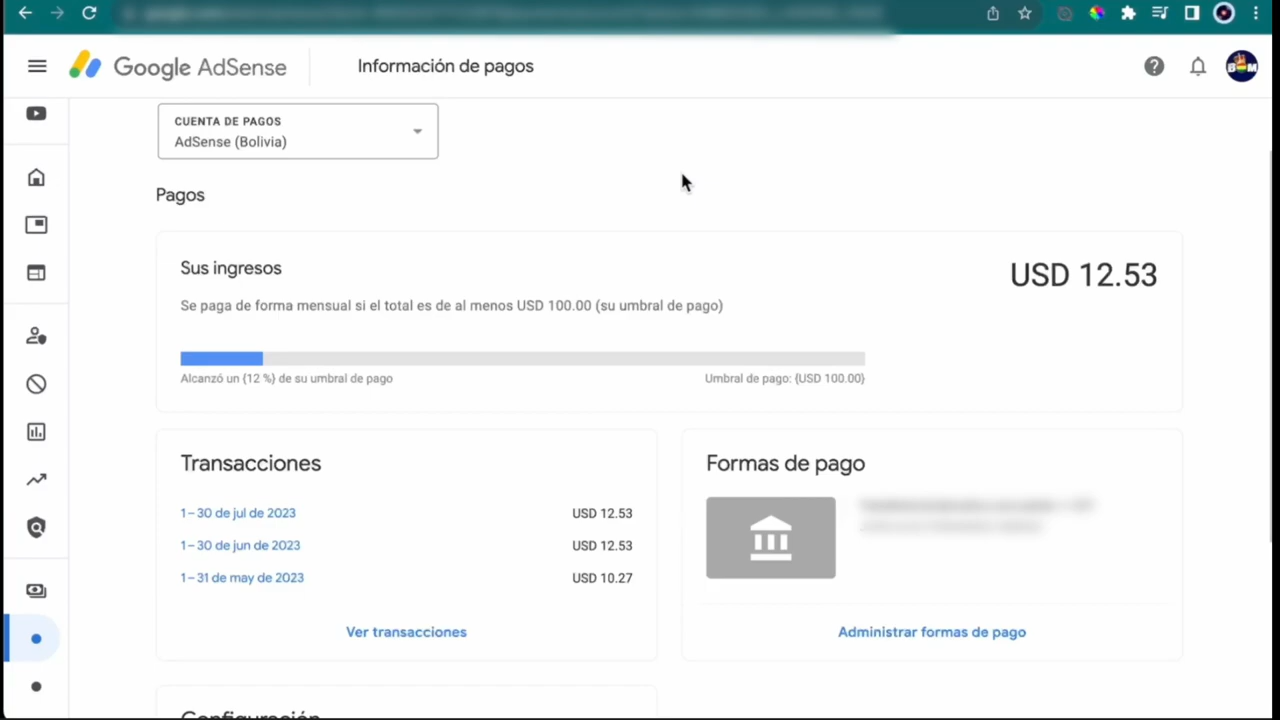 Google AdSense
Información de pagos
CUENTA DE PAGOS
AdSense (Bolivia)
Pagos
Sus ingresos
USD 12.53
Se paga de forma mensual si el total es de al menos USD 100.00 (su umbral de pago)
Alcanzó un {12 %} de su umbral de pago
Umbral de pago: {USD 100.00}
Transacciones
1–30 de jul de 2023 USD 12.53
1–30 de jun de 2023 USD 12.53
1–31 de may de 2023 USD 10.27
Ver transacciones
Formas de pago
Administrar formas de pago
Configuración